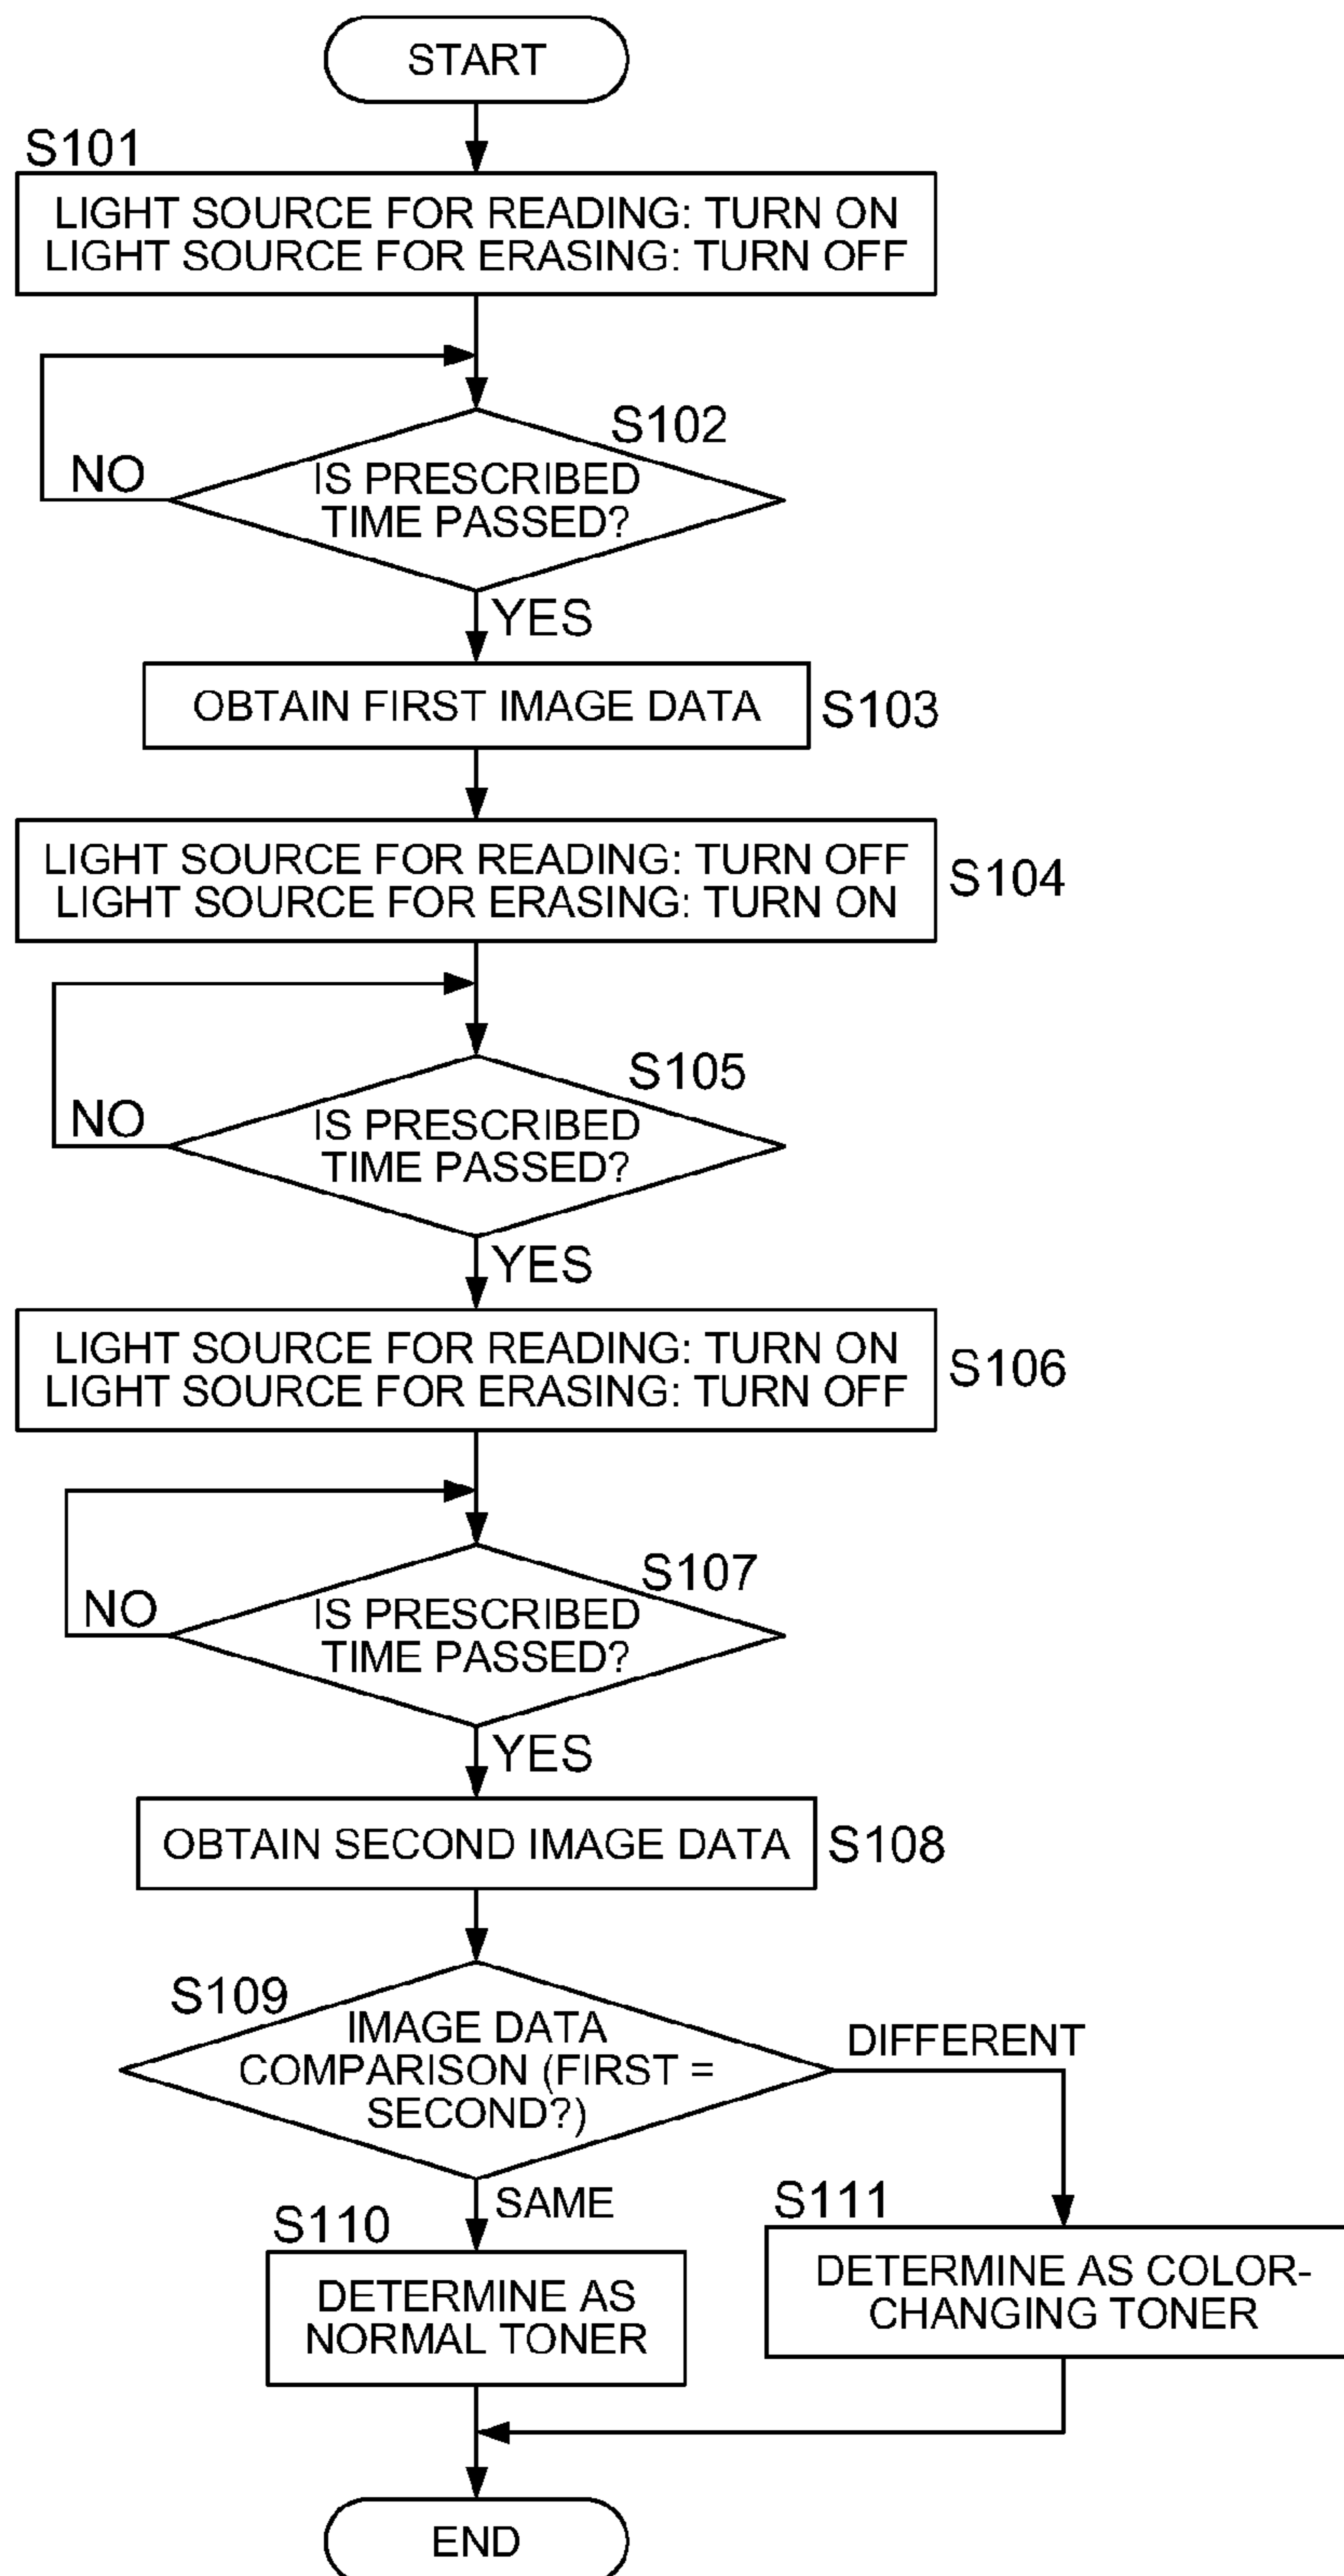 START
S101
LIGHT SOURCE FOR READING: TURN ON
LIGHT SOURCE FOR ERASING: TURN OFF
S102
NO
IS PRESCRIBED
TIME PASSED?
YES
OBTAIN FIRST IMAGE DATA
S103
LIGHT SOURCE FOR READING: TURN OFF
LIGHT SOURCE FOR ERASING: TURN ON
S104
S105
NO
IS PRESCRIBED
TIME PASSED?
YES
LIGHT SOURCE FOR READING: TURN ON
LIGHT SOURCE FOR ERASING: TURN OFF
S106
S107
NO
IS PRESCRIBED
TIME PASSED?
YES
OBTAIN SECOND IMAGE DATA
S108
S109
IMAGE DATA
COMPARISON (FIRST =
SECOND?)
DIFFERENT
SAME
S110
DETERMINE AS
NORMAL TONER
S111
DETERMINE AS COLOR-
CHANGING TONER
END